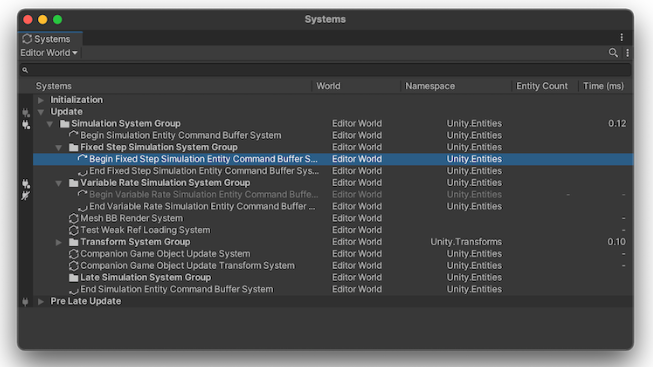 Systems
Systems
Editor World
Systems World Namespace Entity Count Time (ms)
Initialization
Update
Simulation System Group Editor World Unity.Entities 0.12
Begin Simulation Entity Command Buffer System Editor World Unity.Entities
Fixed Step Simulation System Group Editor World Unity.Entities
Begin Fixed Step Simulation Entity Command Buffer S... Editor World Unity.Entities
End Fixed Step Simulation Entity Command Buffer Sys... Editor World Unity.Entities -
Variable Rate Simulation System Group Editor World Unity.Entities
Begin Variable Rate Simulation Entity Command Buffe... Editor World Unity.Entities - -
End Variable Rate Simulation Entity Command Buffer ... Editor World Unity.Entities
Mesh BB Render System Editor World Unity.Entities -
Test Weak Ref Loading System Editor World Unity.Entities -
Transform System Group Editor World Unity.Transforms 0.10
Companion Game Object Update System Editor World Unity.Entities -
Companion Game Object Update Transform System Editor World Unity.Entities -
Late Simulation System Group Editor World Unity.Entities
End Simulation Entity Command Buffer System Editor World Unity.Entities
Pre Late Update